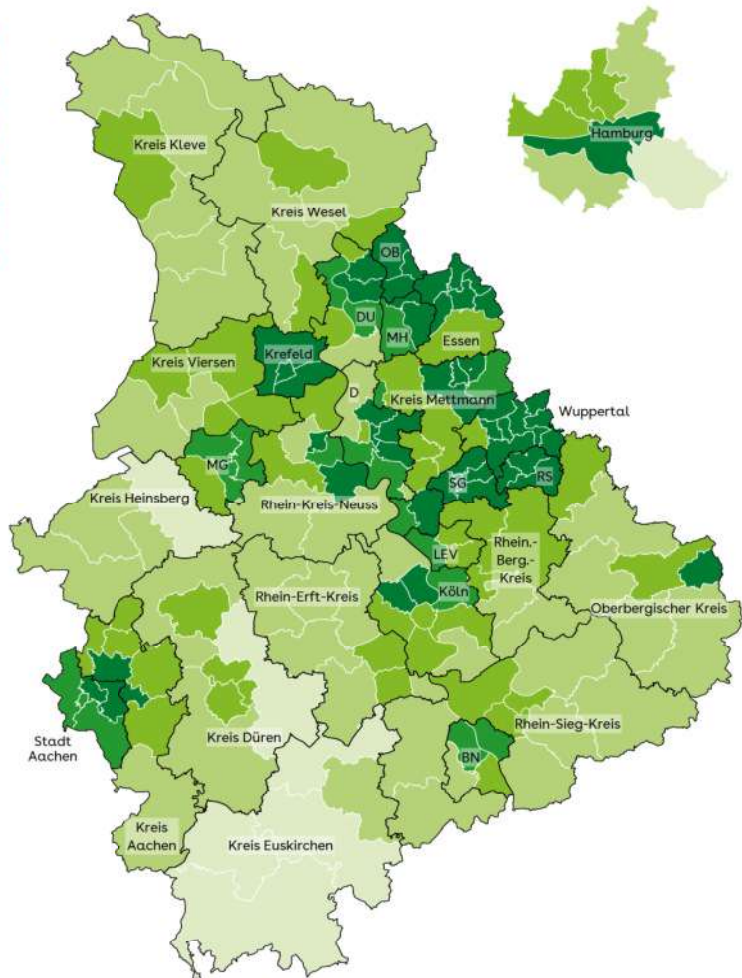 Hamburg
Kreis Kleve
Kreis Wesel
OB
DU
MH
Essen
Kreis Viersen
Krefeld
D
Kreis Mettmann
Wuppertal
MG
SG
RS
Kreis Heinsberg
Rhein-Kreis-Neuss
LEV
Rhein.-
Berg.-
Kreis
Rhein-Erft-Kreis
Köln
Oberbergischer Kreis
Rhein-Sieg-Kreis
Stadt
Aachen
Kreis Düren
BN
Kreis
Aachen
Kreis Euskirchen